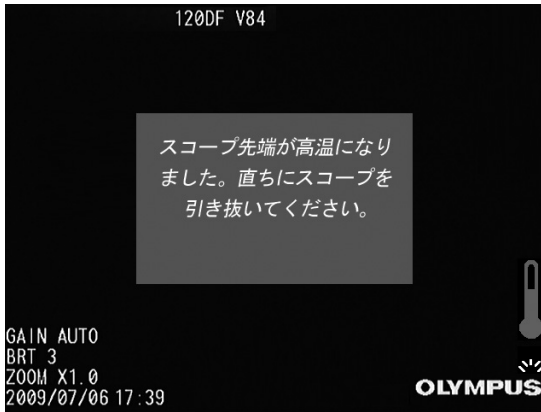 120DF V84
スコープ先端が高温になり
ました。直ちにスコープを
引き抜いてください。
GAIN AUTO
BRT 3
ZOOM X1.0
2009/07/06 17:39
OLYMPUS